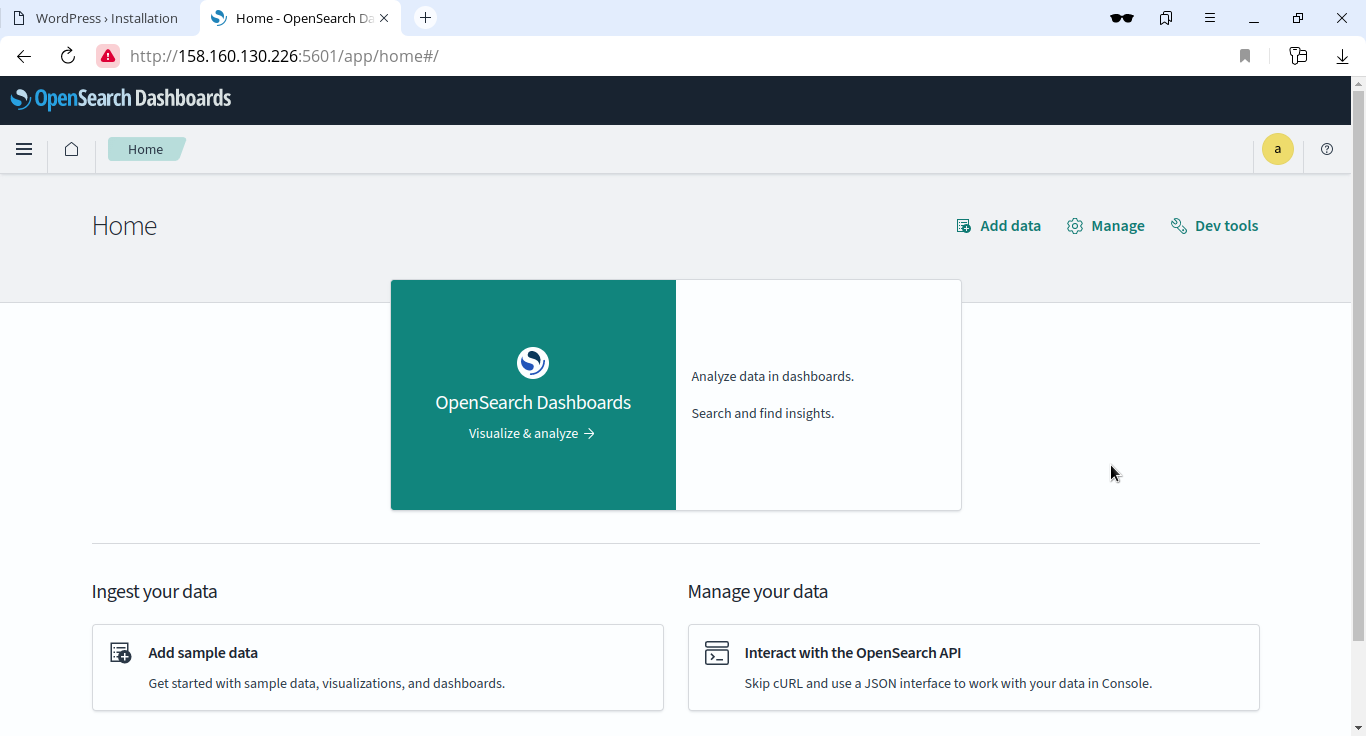 WordPress › Installation
Home - OpenSearch Da
http://158.160.130.226:5601/app/home#/
OpenSearch Dashboards
Home
a
Home
Add data
Manage
Dev tools
OpenSearch Dashboards
Visualize & analyze
Analyze data in dashboards.
Search and find insights.
Ingest your data
Manage your data
Add sample data
Get started with sample data, visualizations, and dashboards.
Interact with the OpenSearch API
Skip cURL and use a JSON interface to work with your data in Console.